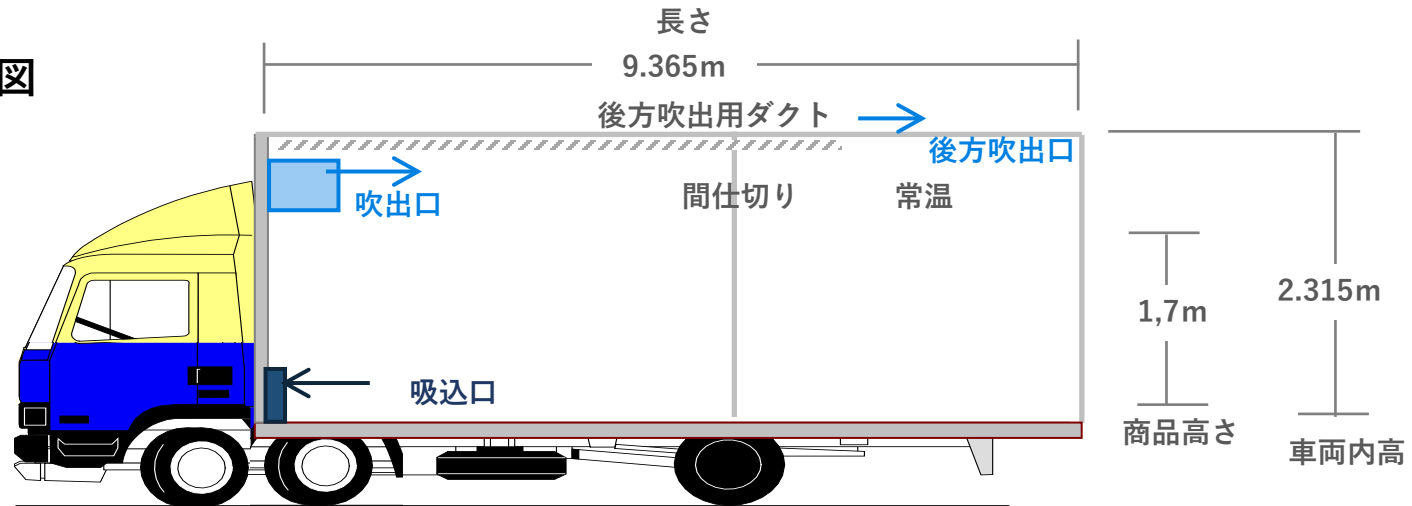 長さ
図
9.365m
後方吹出用ダクト
後方吹出口
吹出口
間仕切り
常温
2.315m
1,7m
吸込口
商品高さ
車両内高